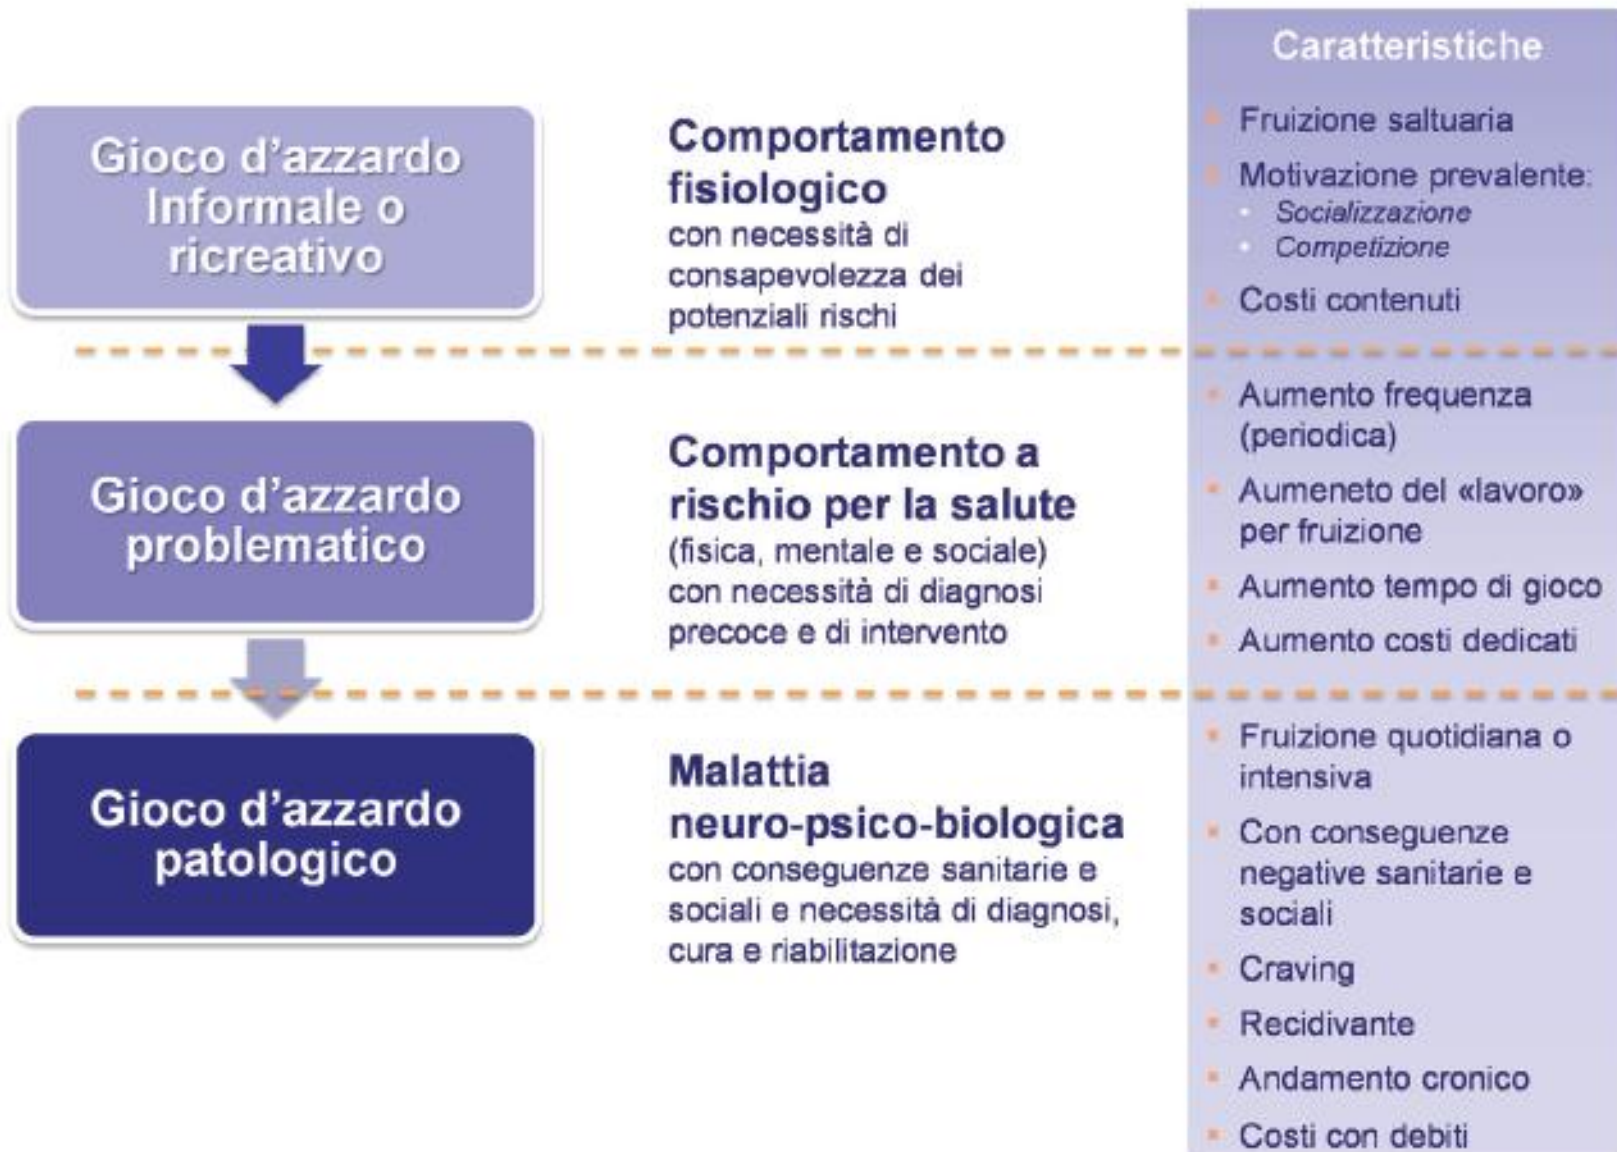 Gioco d'azzardo
Informale o
ricreativo
Comportamento
fisiologico
con necessità di
consapevolezza dei
potenziali rischi
Caratteristiche
Fruizione saltuaria
Motivazione prevalente:
Socializzazione
Competizione
Costi contenuti
Gioco d'azzardo
problematico
Comportamento a
rischio per la salute
(fisica, mentale e sociale)
con necessità di diagnosi
precoce e di intervento
Aumento frequenza
(periodica)
Aumeneto del «lavoro»
per fruizione
Aumento tempo di gioco
Aumento costi dedicati
Gioco d'azzardo
patologico
Malattia
neuro-psico-biologica
con conseguenze sanitarie e
sociali e necessità di diagnosi,
cura e riabilitazione
Fruizione quotidiana o
intensiva
Con conseguenze
negative sanitarie e
sociali
Craving
Recidivante
Andamento cronico
Costi con debiti